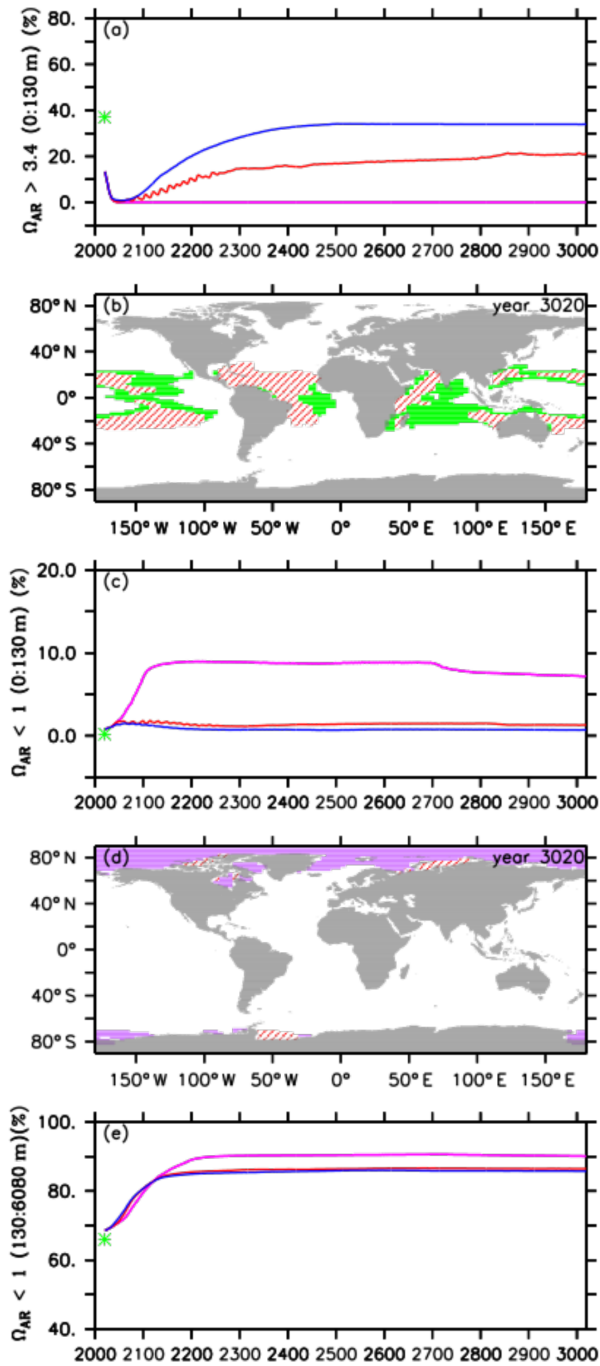 Ω_AR > 3.4 (0:130 m) (%)
(a)
80.
60.
40.
20.
0.
2000 2100 2200 2300 2400 2500 2600 2700 2800 2900 3000
(b) year 3020
80° N
40° N
0°
40° S
80° S
150° W 100° W 50° W 0° 50° E 100° E 150° E
Ω_AR < 1 (0:130 m) (%)
(c)
20.0
10.0
0.0
2000 2100 2200 2300 2400 2500 2600 2700 2800 2900 3000
(d) year 3020
80° N
40° N
0°
40° S
80° S
150° W 100° W 50° W 0° 50° E 100° E 150° E
Ω_AR < 1 (130:6080 m)(%)
(e)
100.
80.
60.
40.
2000 2100 2200 2300 2400 2500 2600 2700 2800 2900 3000